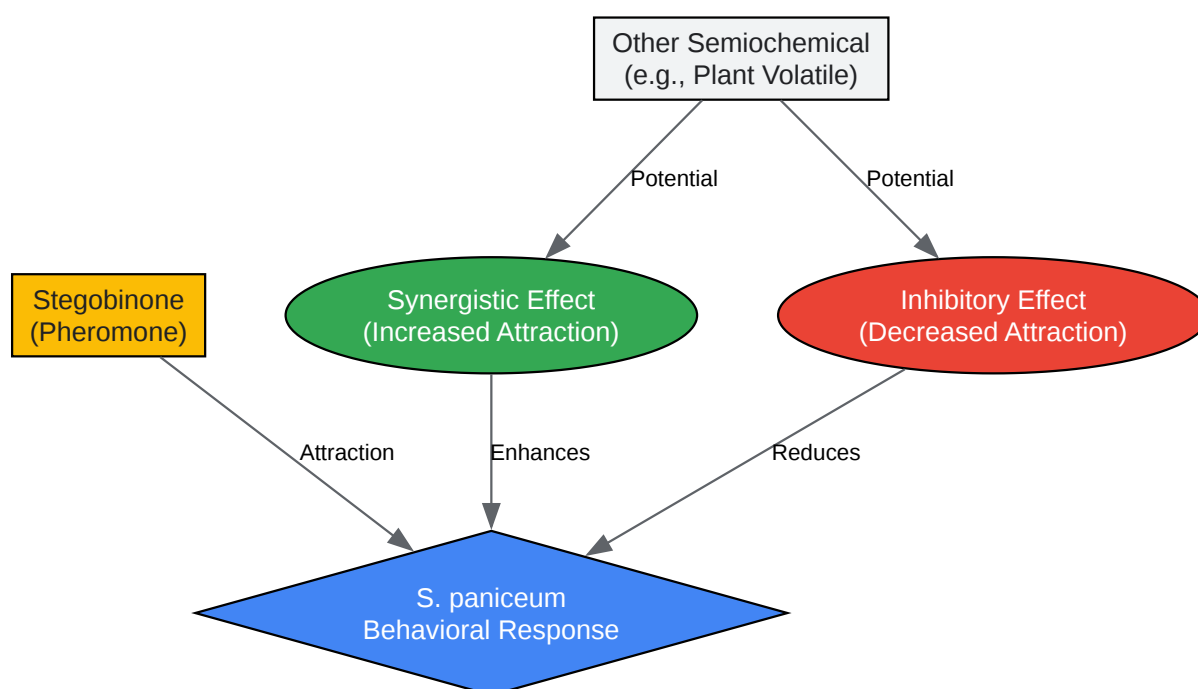 Other Semiochemical
(e.g., Plant Volatile)
Potential
Potential
Stegobinone
(Pheromone)
Synergistic Effect
(Increased Attraction)
Inhibitory Effect
(Decreased Attraction)
Attraction
Enhances
Reduces
S. paniceum
Behavioral Response